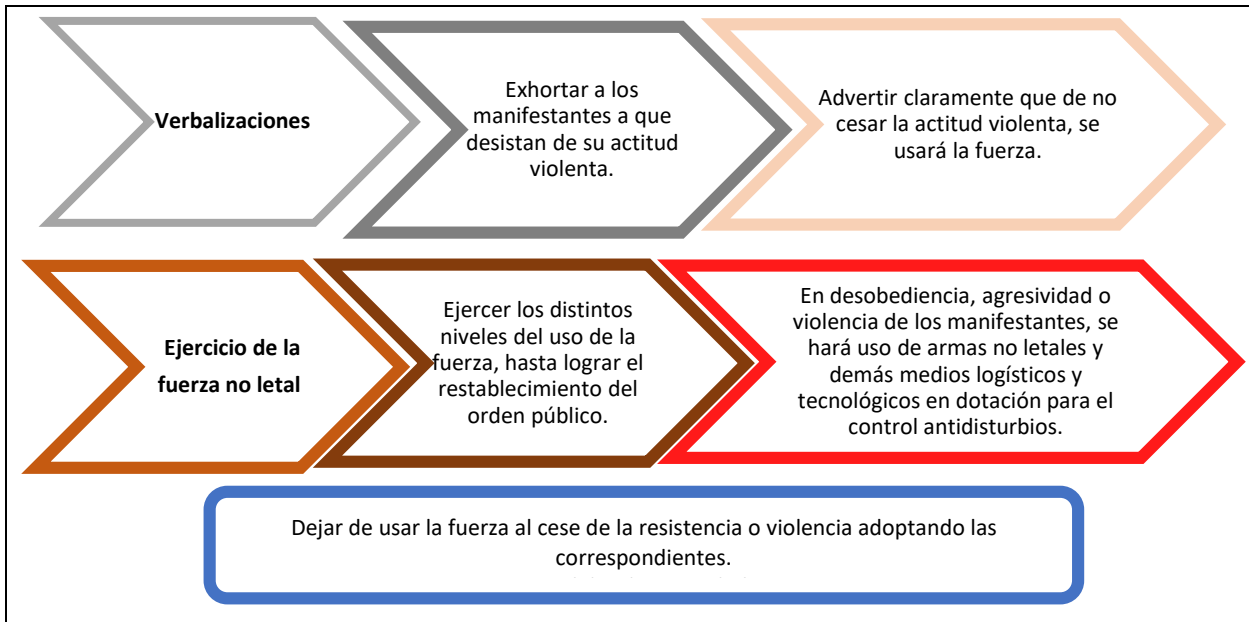 Verbalizaciones
Exhortar a los
manifestantes a que
desistan de su actitud
violenta.
Advertir claramente que de no
cesar la actitud violenta, se
usará la fuerza.
Ejercicio de la
fuerza no letal
Ejercer los distintos
niveles del uso de la
fuerza, hasta lograr el
restablecimiento del
orden público.
En desobediencia, agresividad o
violencia de los manifestantes, se
hará uso de armas no letales y
demás medios logísticos y
tecnológicos en dotación para el
control antidisturbios.
Dejar de usar la fuerza al cese de la resistencia o violencia adoptando las
correspondientes.